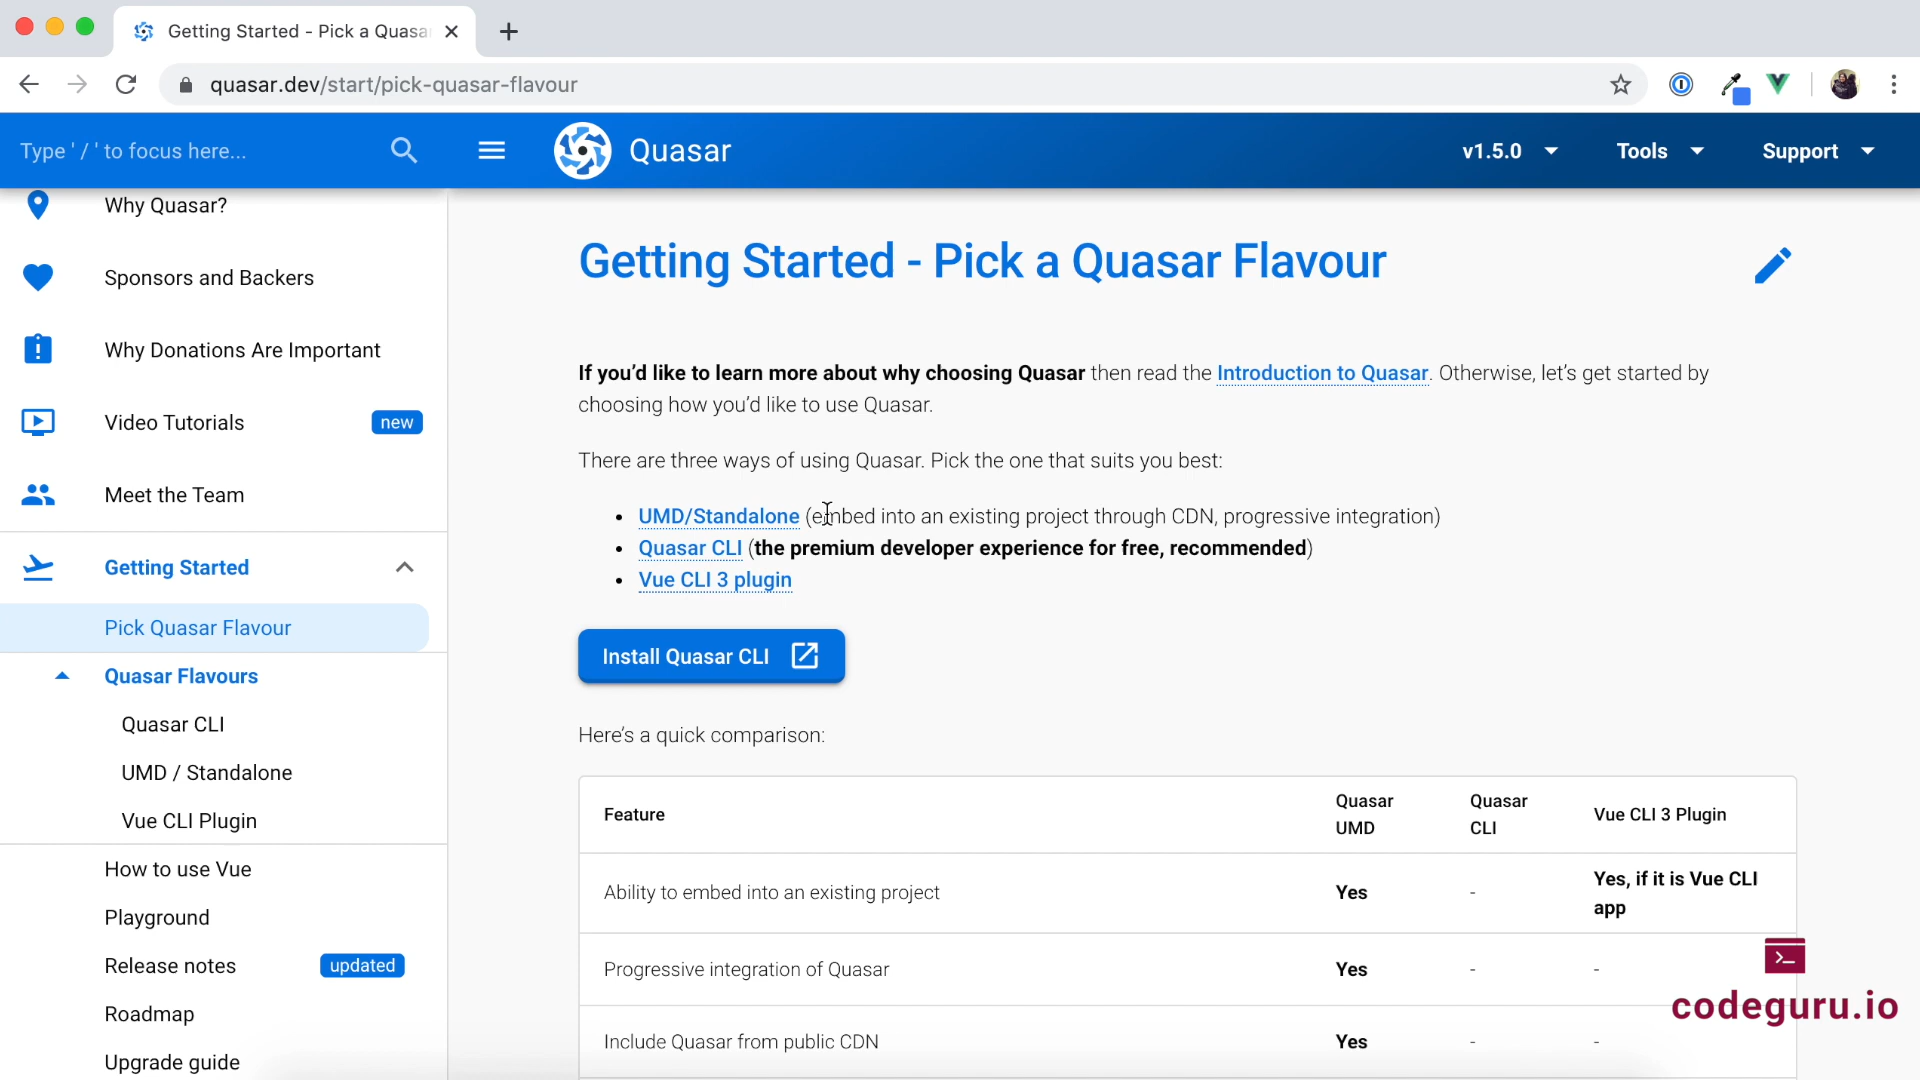 Getting Started - Pick a Quasa
quasar.dev/start/pick-quasar-flavour
Type ' / ' to focus here...
Quasar
v1.5.0
Tools
Support
Why Quasar?
Sponsors and Backers
Why Donations Are Important
Video Tutorials
new
Meet the Team
Getting Started
Pick Quasar Flavour
Quasar Flavours
Quasar CLI
UMD / Standalone
Vue CLI Plugin
How to use Vue
Playground
Release notes
updated
Roadmap
Upgrade guide
Getting Started - Pick a Quasar Flavour
If you’d like to learn more about why choosing Quasar then read the Introduction to Quasar. Otherwise, let’s get started by
choosing how you’d like to use Quasar.
There are three ways of using Quasar. Pick the one that suits you best:
• UMD/Standalone (embed into an existing project through CDN, progressive integration)
• Quasar CLI (the premium developer experience for free, recommended)
• Vue CLI 3 plugin
Install Quasar CLI
Here’s a quick comparison:
Feature
Quasar
UMD
Quasar
CLI
Vue CLI 3 Plugin
Ability to embed into an existing project
Yes
-
Yes, if it is Vue CLI
app
Progressive integration of Quasar
Yes
-
-
Include Quasar from public CDN
Yes
-
-
codeguru.io